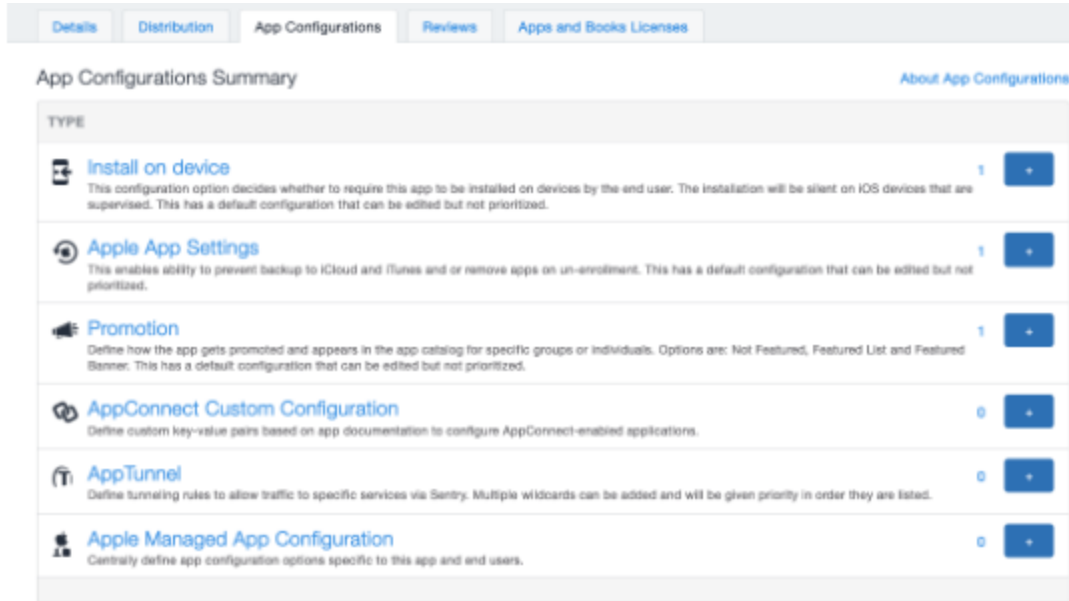 Details Distribution App Configurations Reviews Apps and Books Licenses
App Configurations Summary About App Configurations
TYPE
Install on device 1 +
This configuration option decides whether to require this app to be installed on devices by the end user. The installation will be silent on iOS devices that are
supervised. This has a default configuration that can be edited but not prioritized.
Apple App Settings 1 +
This enables ability to prevent backup to iCloud and iTunes and or remove apps on un-enrollment. This has a default configuration that can be edited but not
prioritized.
Promotion 1 +
Define how the app gets promoted and appears in the app catalog for specific groups or individuals. Options are: Not Featured, Featured List and Featured
Banner. This has a default configuration that can be edited but not prioritized.
AppConnect Custom Configuration 0 +
Define custom key-value pairs based on app documentation to configure AppConnect-enabled applications.
AppTunnel 0 +
Define tunneling rules to allow traffic to specific services via Sentry. Multiple wildcards can be added and will be given priority in order they are listed.
Apple Managed App Configuration 0 +
Centrally define app configuration options specific to this app and end users.